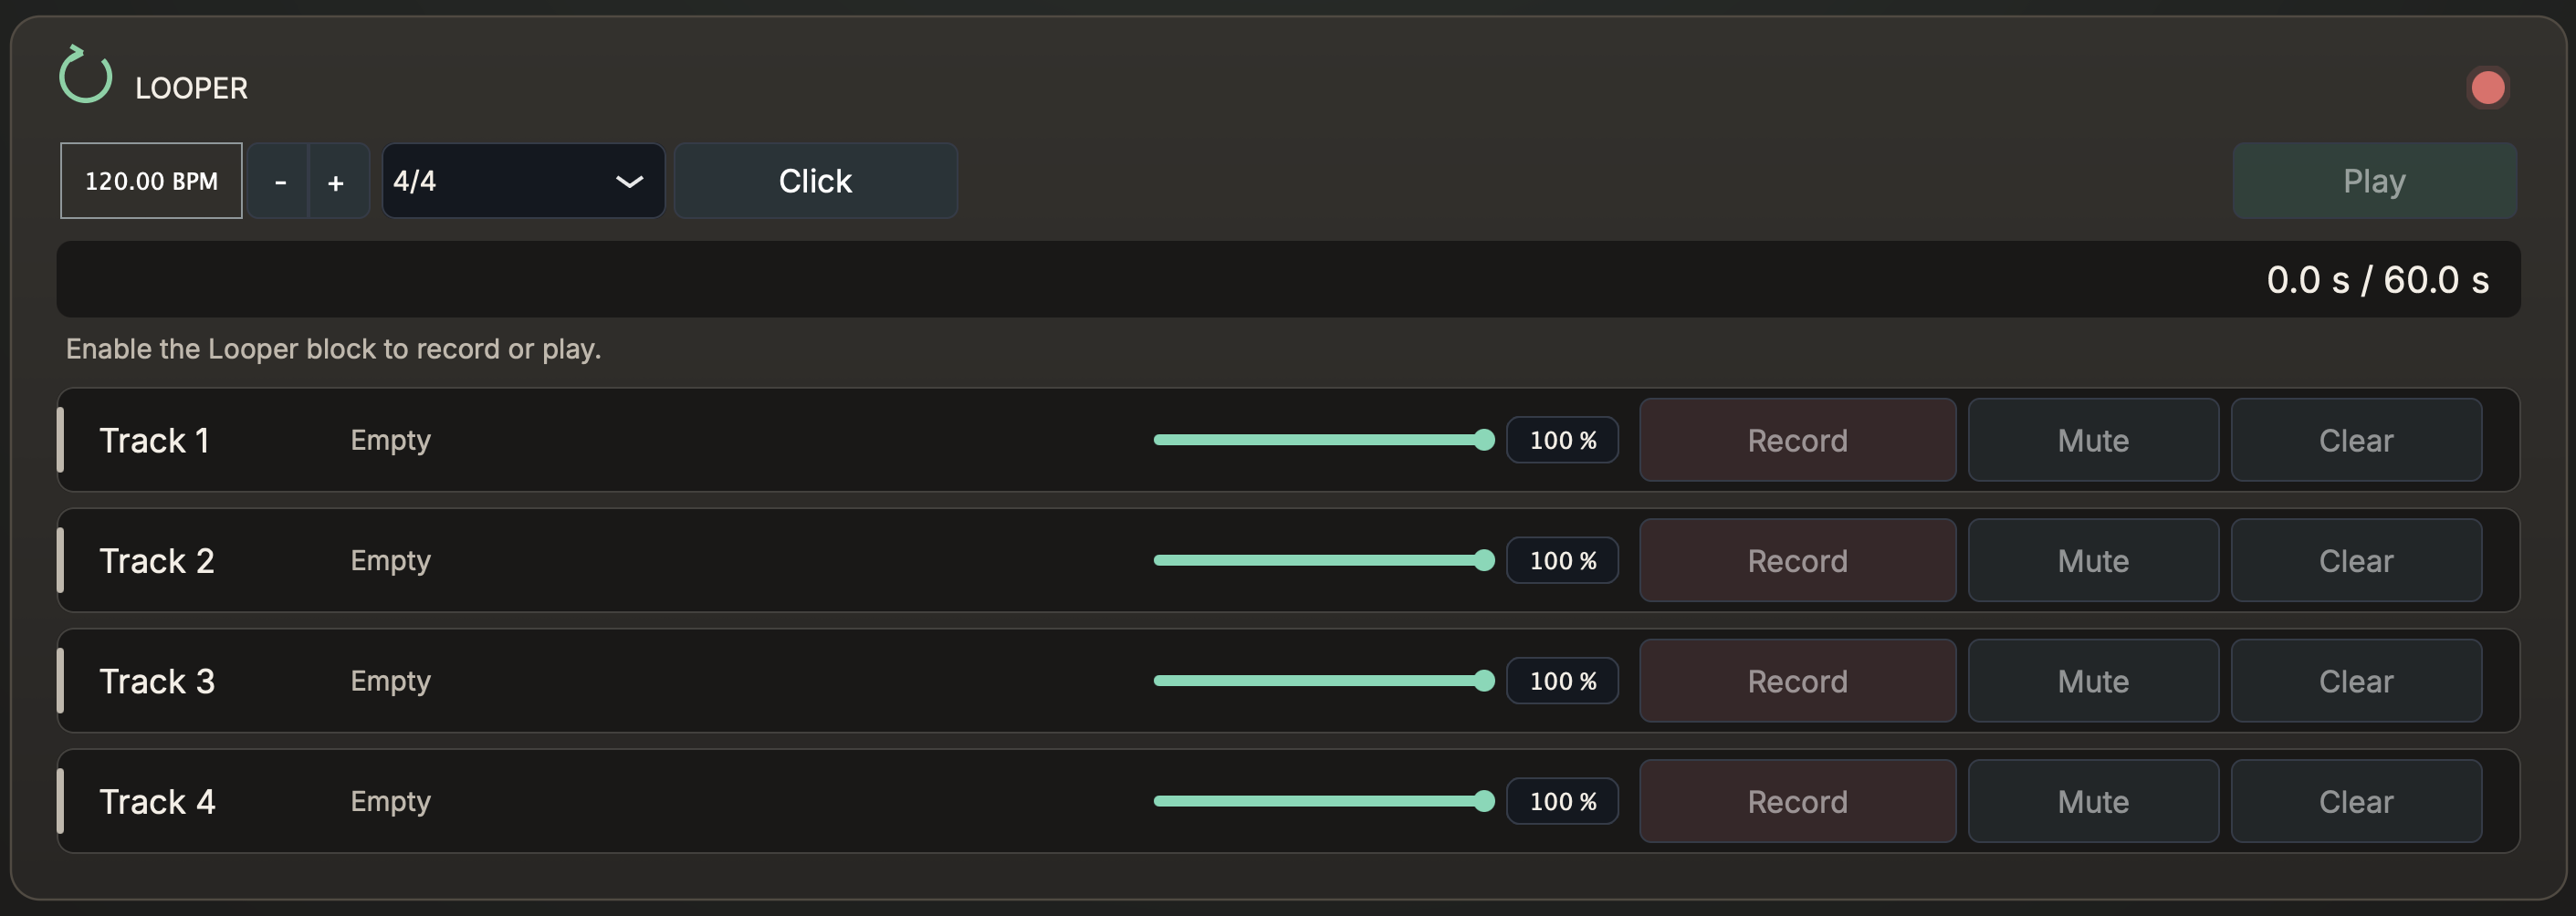 LOOPER
120.00 BPM - + 4/4 Click Play
0.0 s / 60.0 s
Enable the Looper block to record or play.
Track 1 Empty 100 % Record Mute Clear
Track 2 Empty 100 % Record Mute Clear
Track 3 Empty 100 % Record Mute Clear
Track 4 Empty 100 % Record Mute Clear